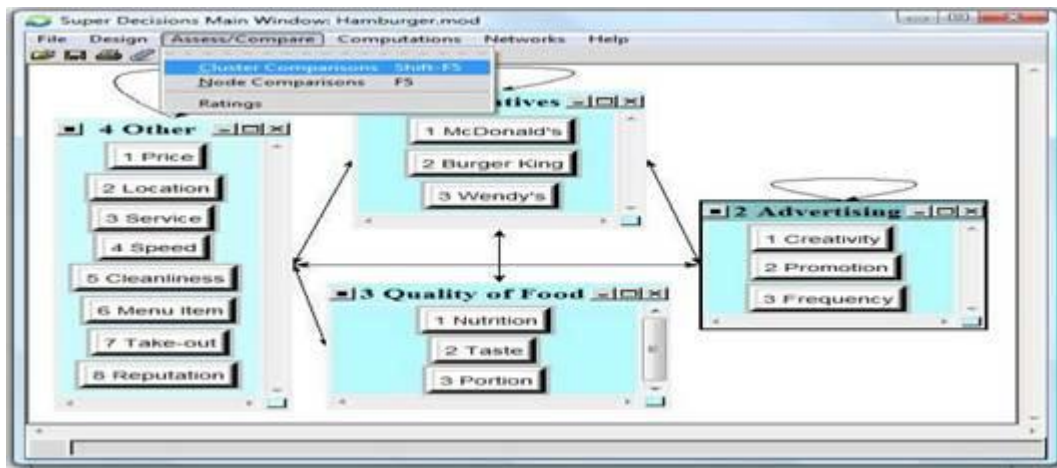 Super Decisions Main Window: Hamburger.mod
File Design Assess/Compare Computations Networks Help
Cluster Comparisons Shift-F5
Node Comparisons F5
Ratings
tives
1 McDonald's
2 Burger King
3 Wendy's
4 Other
1 Price
2 Location
3 Service
4 Speed
5 Cleanliness
6 Menu Item
7 Take-out
8 Reputation
3 Quality of Food
1 Nutrition
2 Taste
3 Portion
2 Advertising
1 Creativity
2 Promotion
3 Frequency